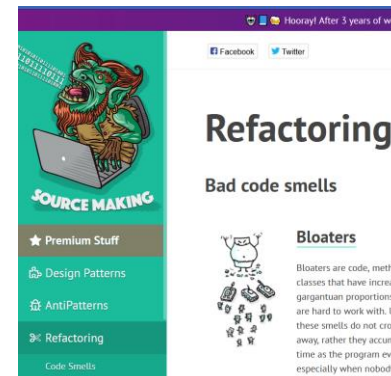 Hooray! After 3 years of w
Facebook
Twitter
SOURCE MAKING
Premium Stuff
Design Patterns
AntiPatterns
Refactoring
Code Smells
Refactoring
Bad code smells
Bloaters
Bloaters are code, meth
classes that have increa
gargantuan proportions
are hard to work with.
these smells do not cro
away, rather they accum
time as the program ev
especially when nobod